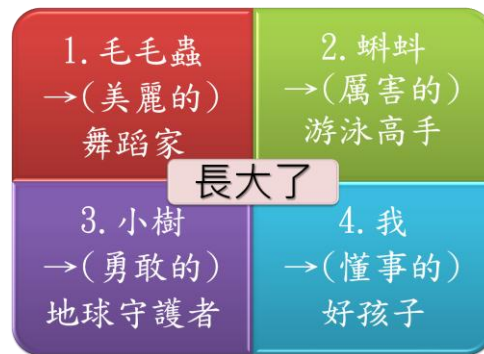 1.毛毛蟲
→(美麗的)
舞蹈家
2.蝌蚪
→(厲害的)
游泳高手
長大了
3.小樹
→(勇敢的)
地球守護者
4.我
→(懂事的)
好孩子